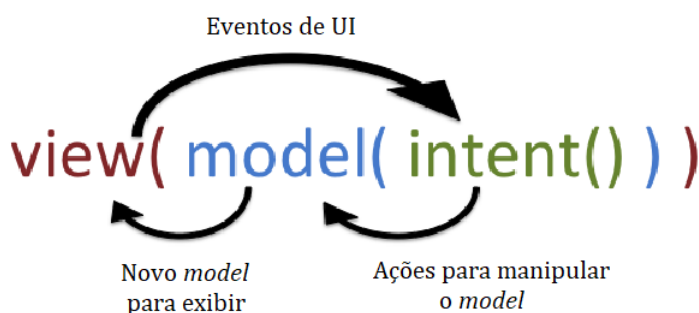 Eventos de UI
view( model( intent() ) )
Novo model
para exibir
Ações para manipular
o model